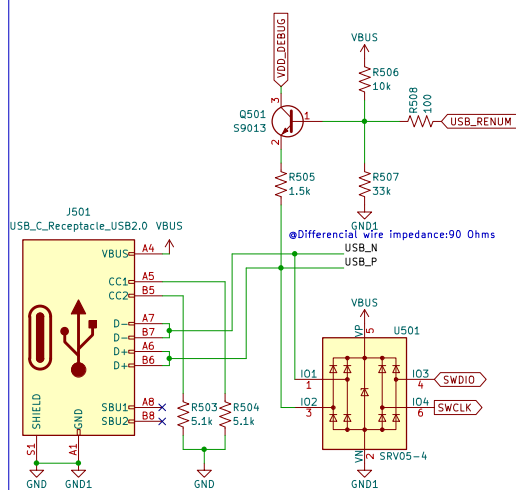 VDD_DEBUG
VBUS
R506
10k
R508
100
Q501
S9013
3
1
2
USB_RENUM
R505
1.5k
R507
33k
GND1
J501
USB_C_Receptacle_USB2.0
VBUS
@Differencial wire impedance:90 Ohms
USB_N
USB_P
VBUS A4
CC1 A5
CC2 B5
D- A7
D- B7
D+ A6
D+ B6
SBU1 A8
SBU2 B8
SHIELD
GND
S1
A1
GND
GND1
R503
5.1k
R504
5.1k
GND
VBUS
U501
VP
5
IO1
1
IO2
3
IO3
4
IO4
6
SWDIO
SWCLK
VN
2
SRV05-4
GND1